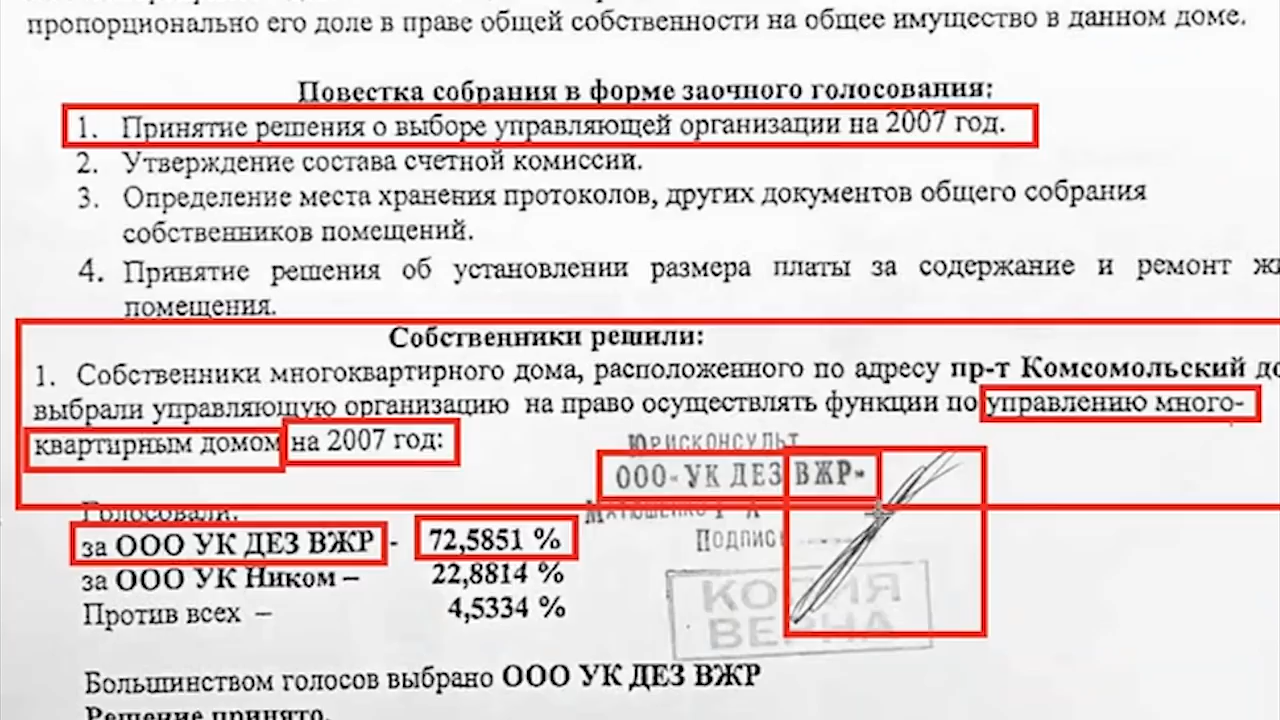 пропорционально его доле в праве общей собственности на общее имущество в данном доме.
Повестка собрания в форме заочного голосования:
1. Принятие решения о выборе управляющей организации на 2007 год.
2. Утверждение состава счетной комиссии.
3. Определение места хранения протоколов, других документов общего собрания
собственников помещений.
4. Принятие решения об установлении размера платы за содержание и ремонт
помещения.
Собственники решили:
1. Собственники многоквартирного дома, расположенного по адресу пр-т Комсомольский
выбрали управляющую организацию на право осуществлять функции по управлению много-
квартирным домом на 2007 год:
ЮРИСКОНСУЛЬТ
ООО-УК ДЕЗ ВЖР-
Голосовали:
Подпись
за ООО УК ДЕЗ ВЖР - 72,5851 %
за ООО УК Ником – 22,8814 %
Против всех – 4,5334 %
КОПИЯ
ВЕРНА
Большинством голосов выбрано ООО УК ДЕЗ ВЖР
Решение принято.